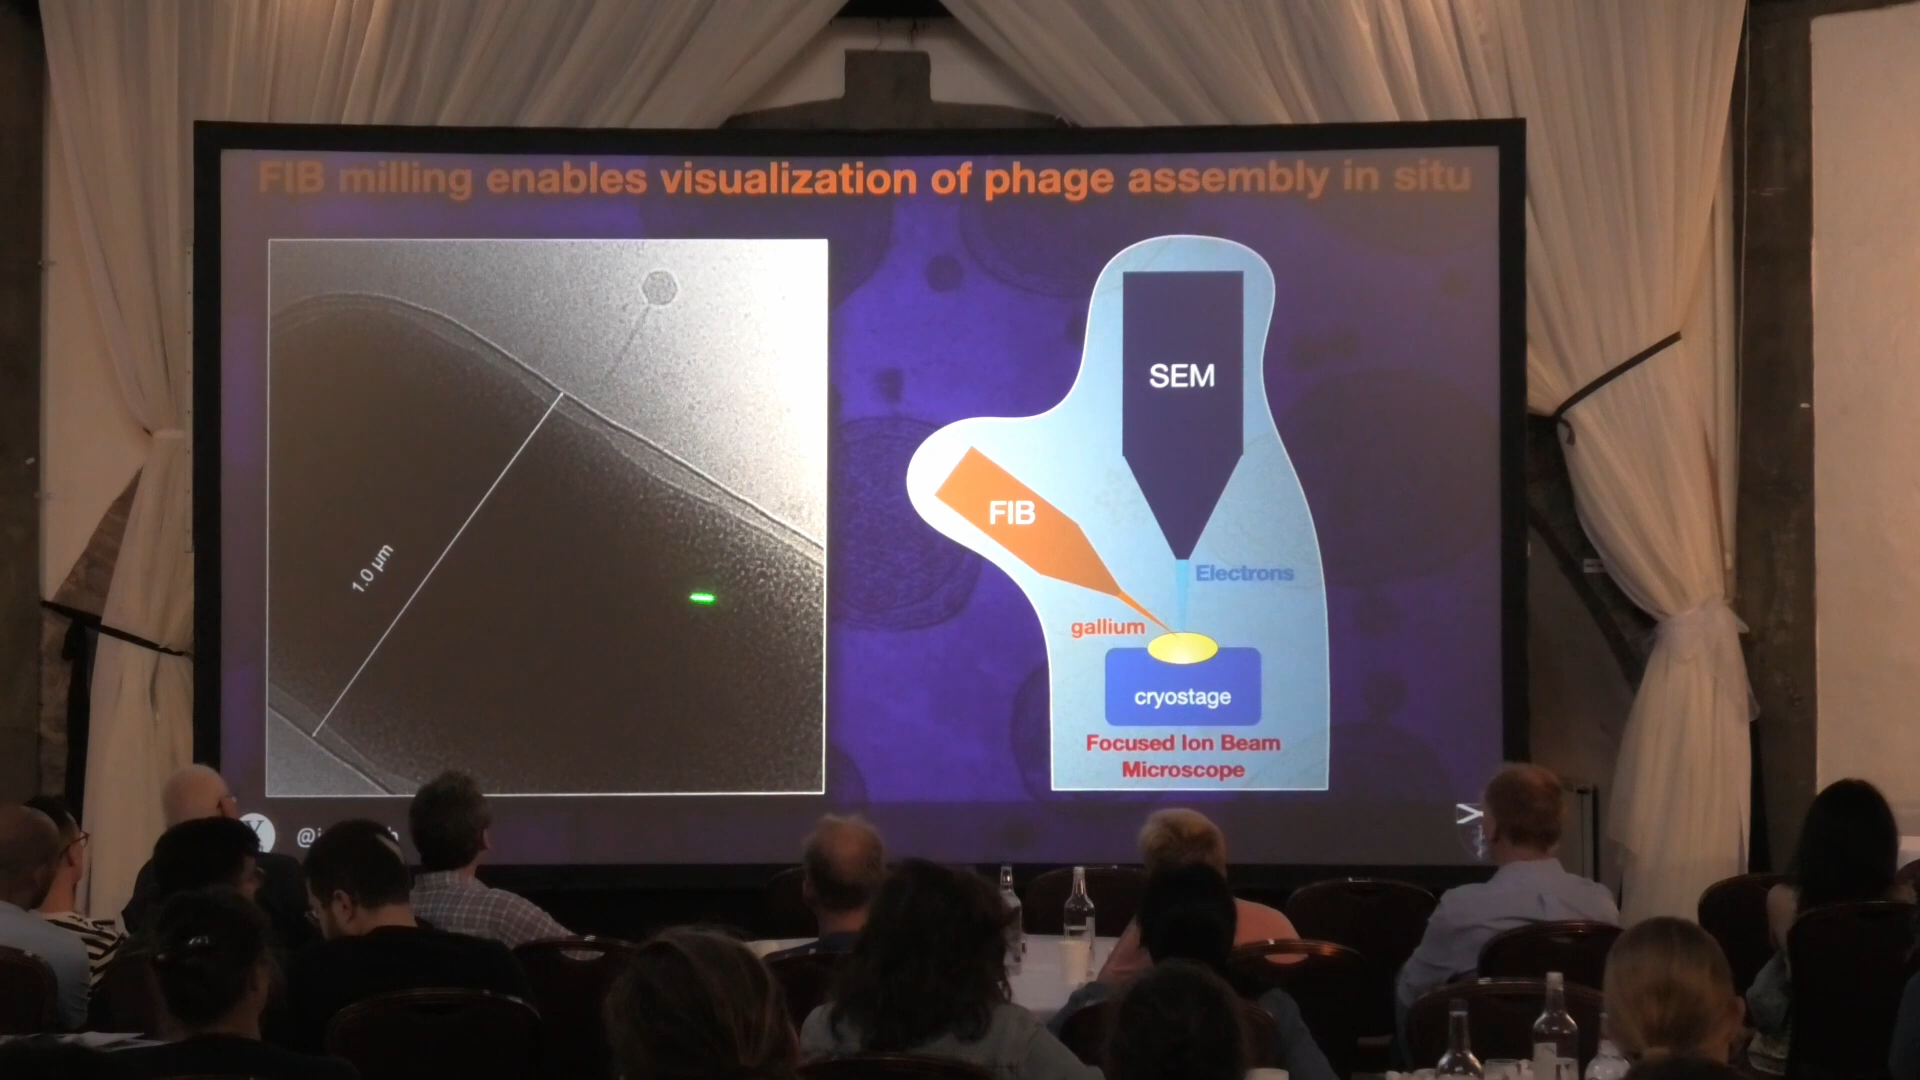 FIB milling enables visualization of phage assembly in situ
1.0 μm
SEM
FIB
Electrons
gallium
cryostage
Focused Ion Beam
Microscope